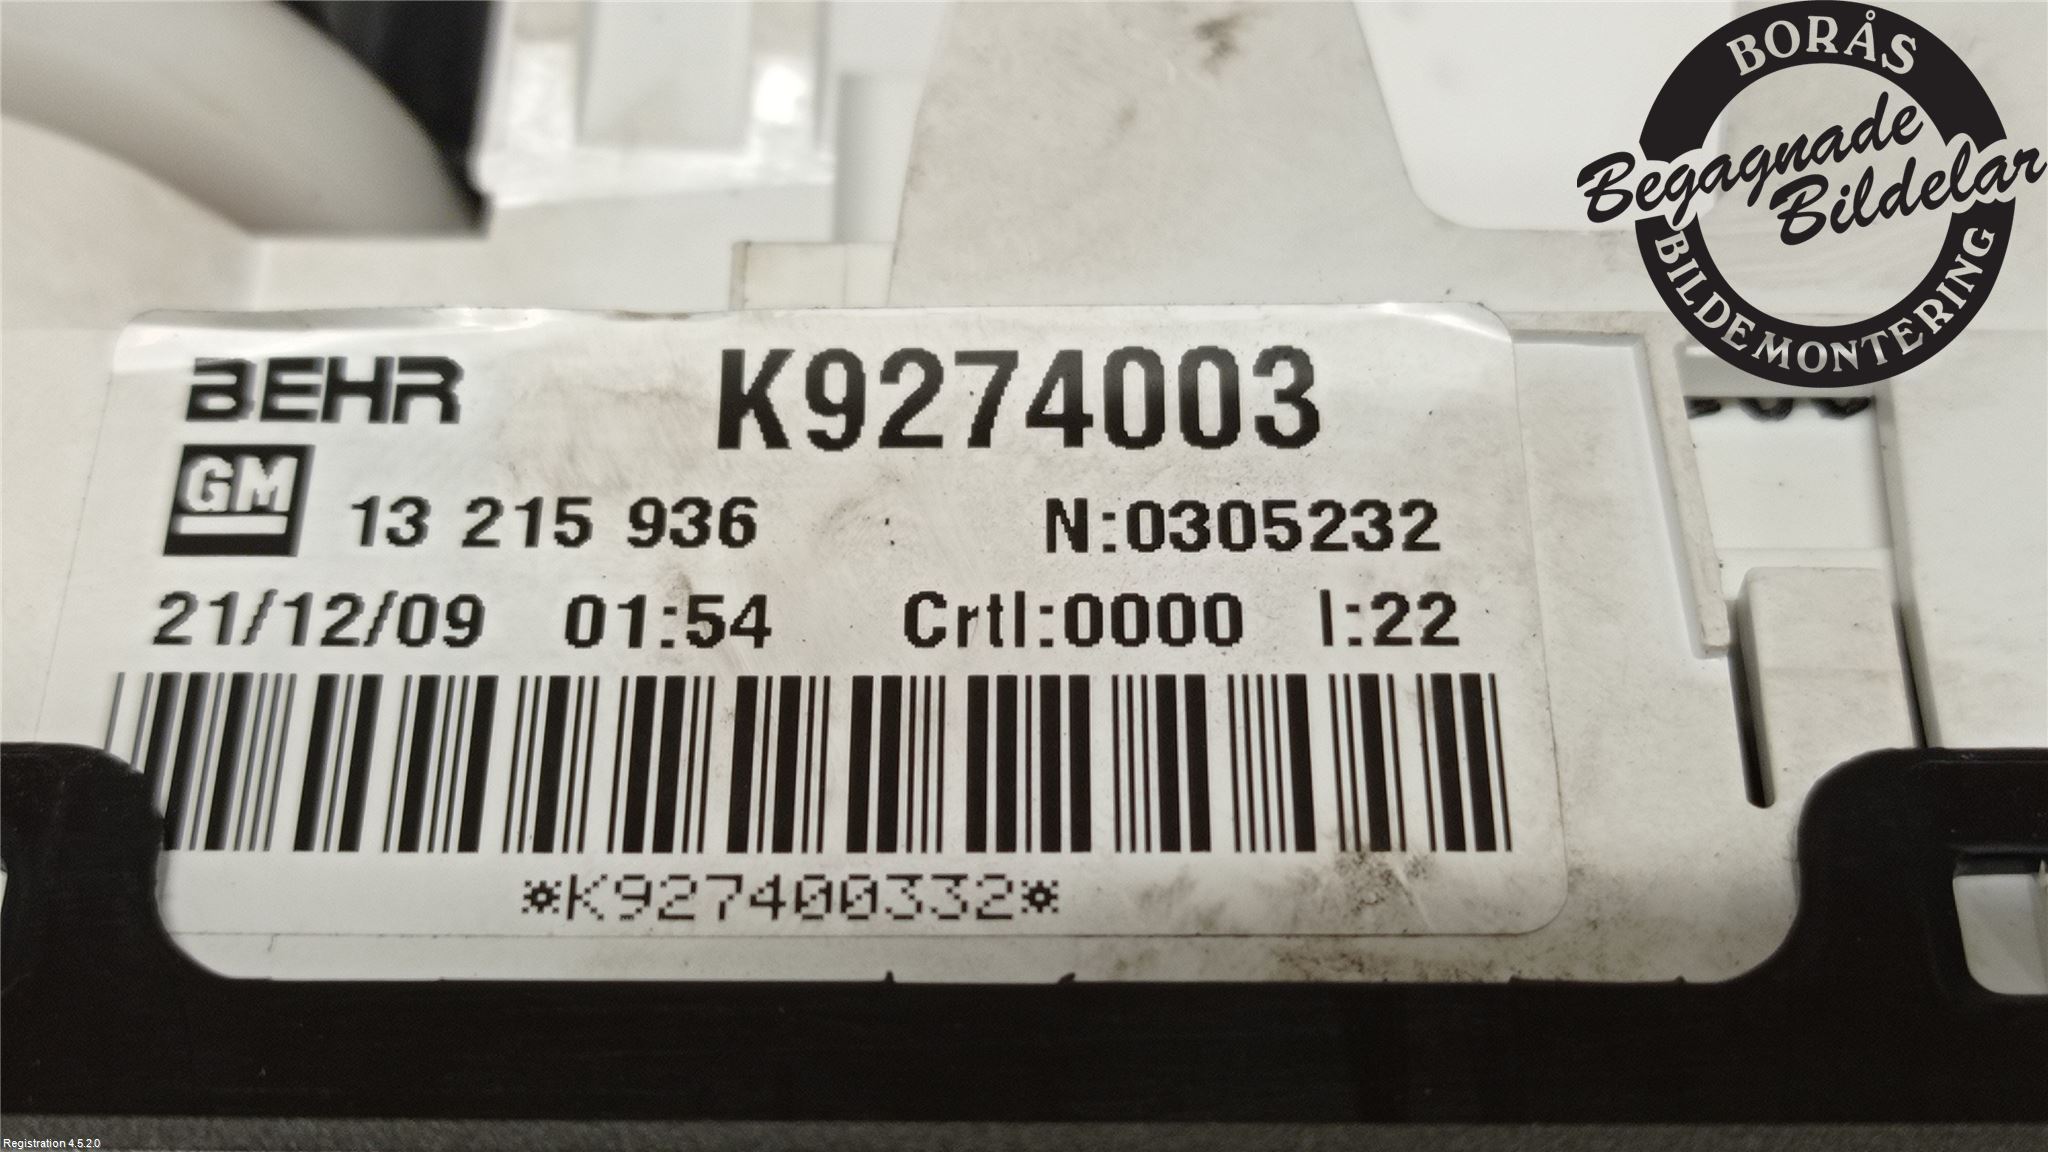 BORÅS
Begagnade
Bildelar
BILDEMONTERING
BEHR K9274003
GM 13 215 936 N:0305232
21/12/09 01:54 Crtl:0000 I:22
*K927400332*
Registration 4.5.2.0